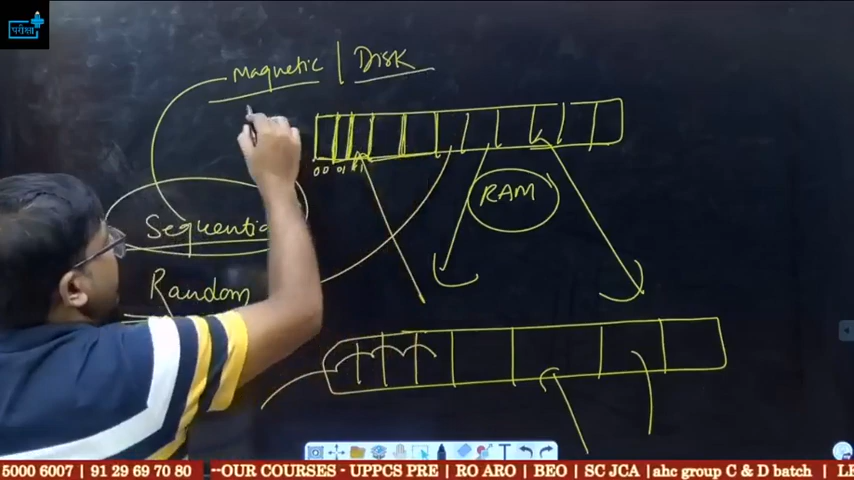 परीक्षा
Magnetic | Disk
00 01
RAM
Sequentia
Random
5000 6007 | 91 29 69 70 80 --OUR COURSES - UPPCS PRE | RO ARO | BEO | SC JCA | ahc group C & D batch | LE